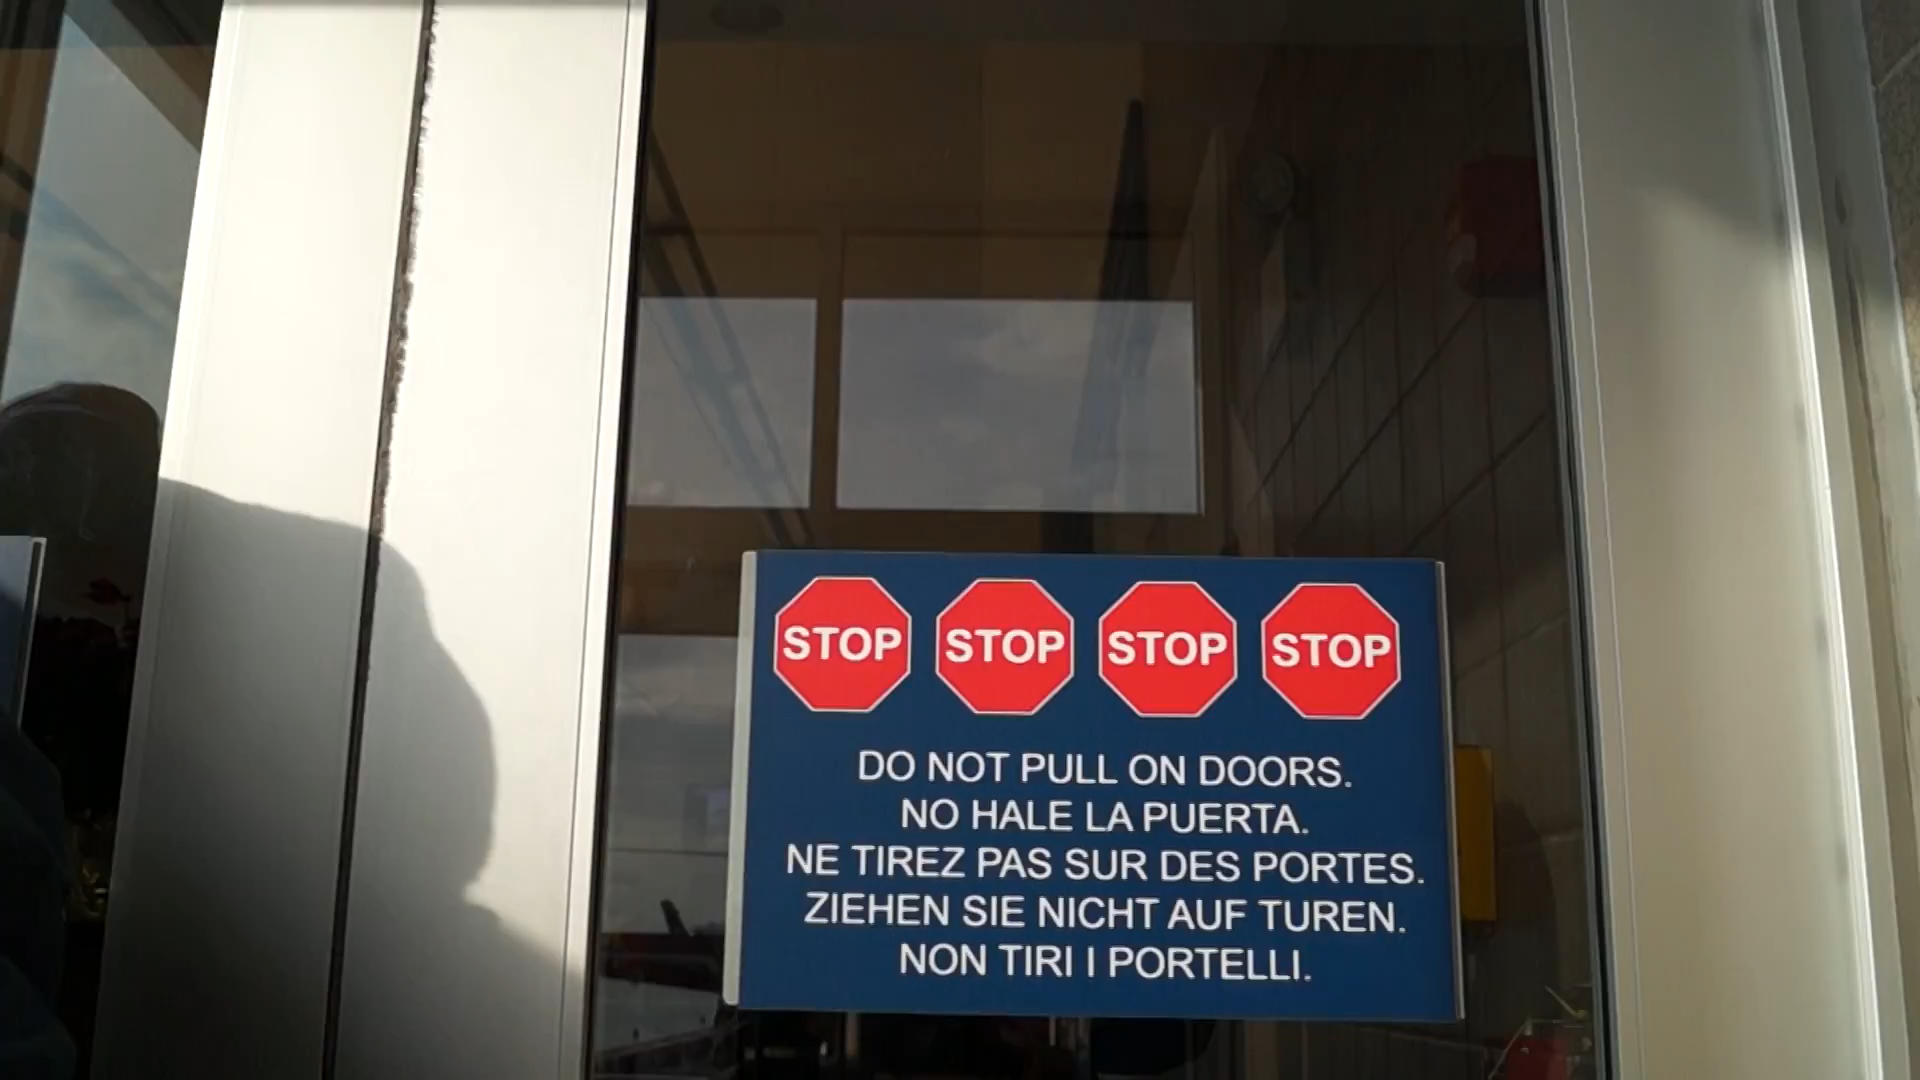 STOP STOP STOP STOP
DO NOT PULL ON DOORS.
NO HALE LA PUERTA.
NE TIREZ PAS SUR DES PORTES.
ZIEHEN SIE NICHT AUF TUREN.
NON TIRI I PORTELLI.